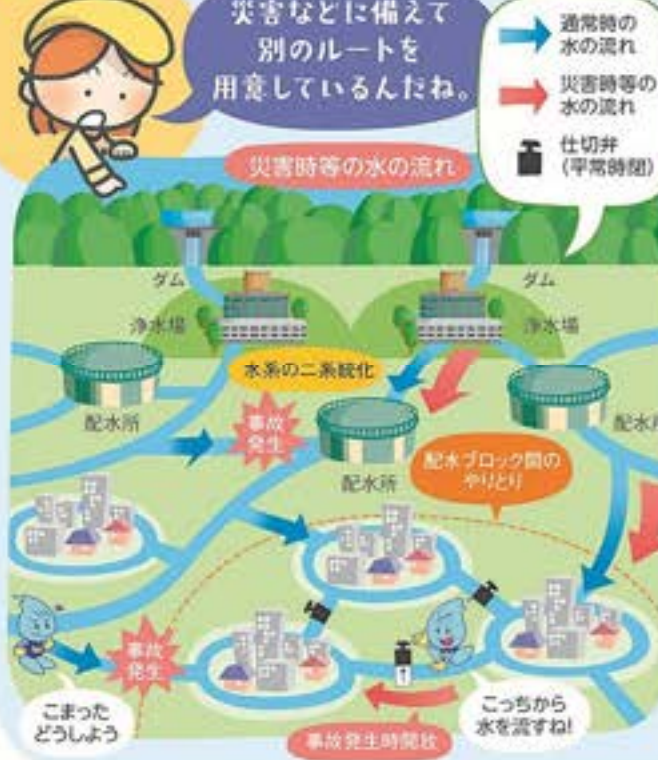 災害などに備えて
別のルートを
用意しているんだね。
通常時の
水の流れ
災害時等の
水の流れ
仕切弁
(平常時閉)
災害時等の水の流れ
ダム
ダム
浄水場
浄水場
水系の二系統化
配水所
事故
発生
配水所
配水ブロック間の
やりとり
配水所
事故
発生
こまった
どうしよう
こっちから
水を流すね!
事故発生時開放